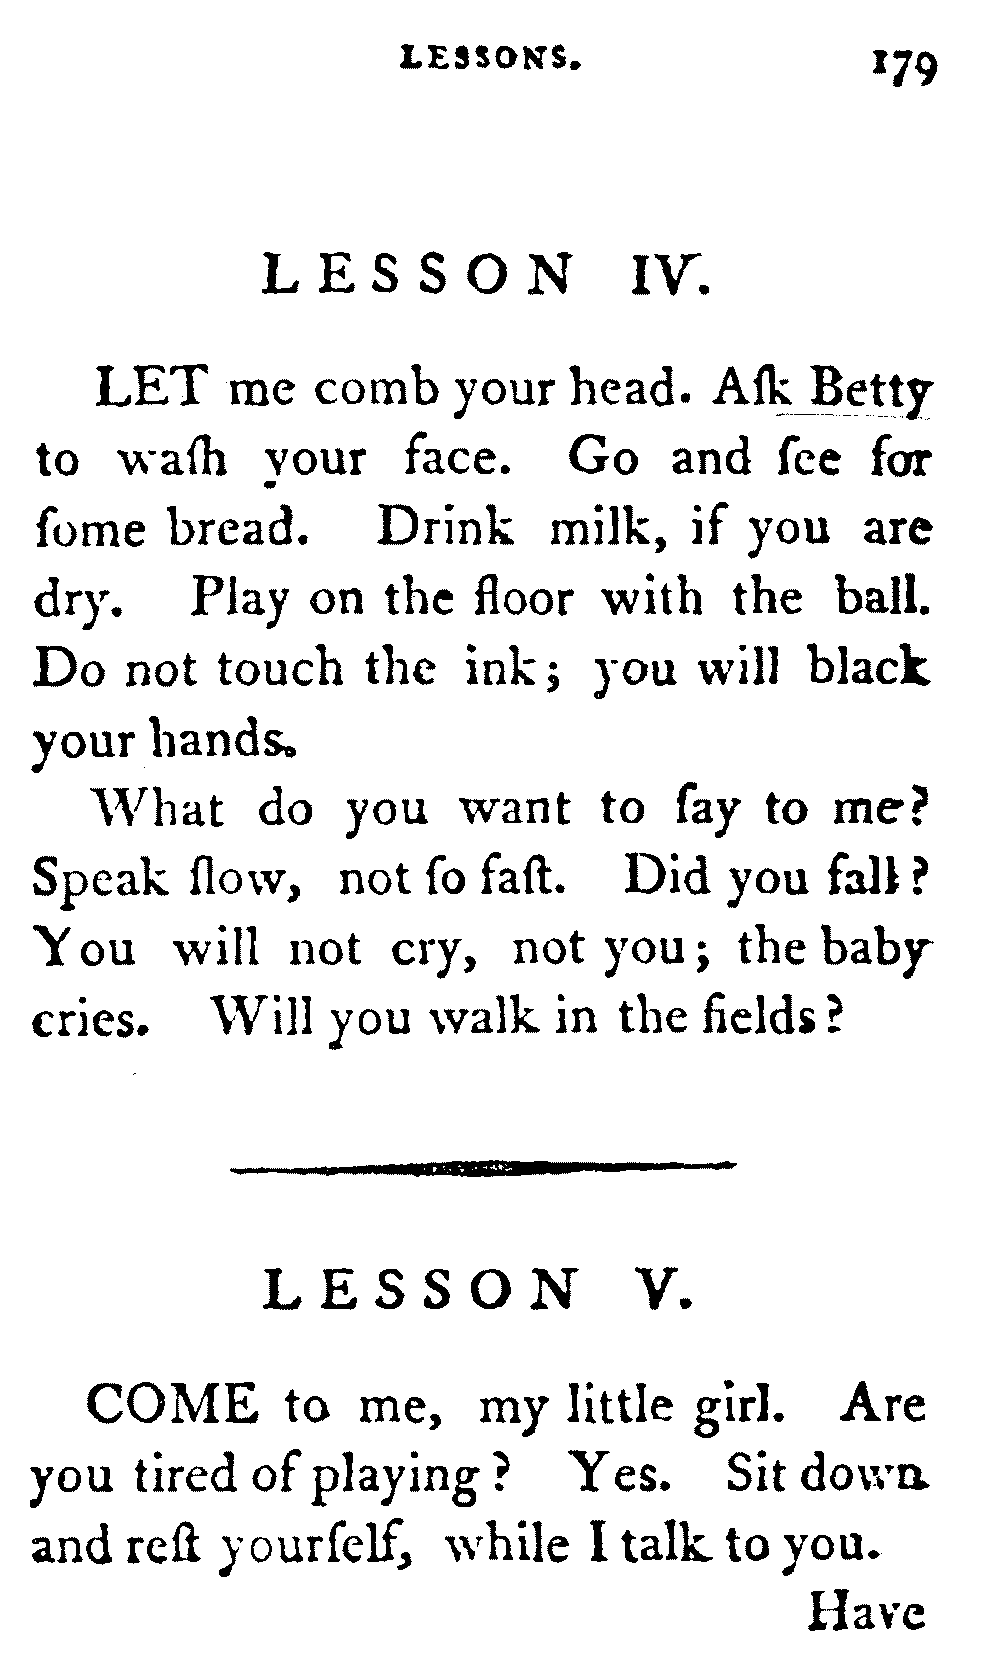 LESSONS. 179
LESSON IV.
LET me comb your head. Aſk Betty
to waſh your face. Go and ſee for
ſome bread. Drink milk, if you are
dry. Play on the floor with the ball.
Do not touch the ink; you will black
your hands.
What do you want to ſay to me?
Speak ſlow, not ſo faſt. Did you fall?
You will not cry, not you; the baby
cries. Will you walk in the fields?
LESSON V.
COME to me, my little girl. Are
you tired of playing? Yes. Sit down
and reſt yourſelf, while I talk to you.
Have